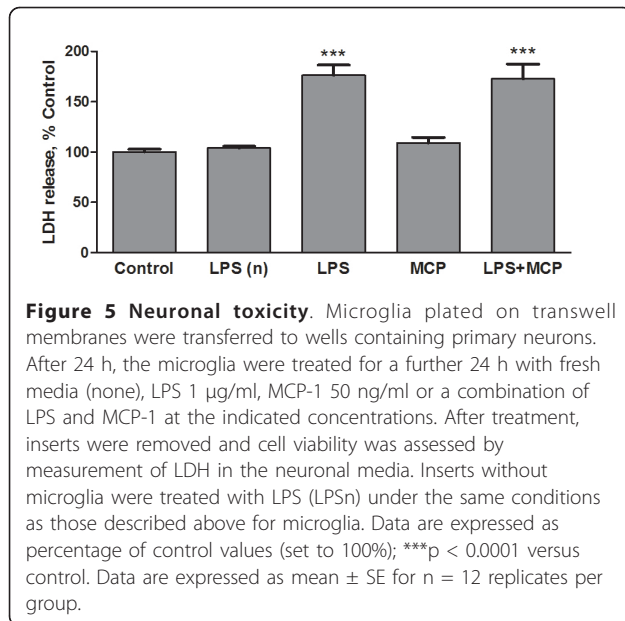 200
***
***
150
100
50
0
LDH release, % Control
Control LPS (n) LPS MCP LPS+MCP
Figure 5 Neuronal toxicity. Microglia plated on transwell
membranes were transferred to wells containing primary neurons.
After 24 h, the microglia were treated for a further 24 h with fresh
media (none), LPS 1 μg/ml, MCP-1 50 ng/ml or a combination of
LPS and MCP-1 at the indicated concentrations. After treatment,
inserts were removed and cell viability was assessed by
measurement of LDH in the neuronal media. Inserts without
microglia were treated with LPS (LPSn) under the same conditions
as those described above for microglia. Data are expressed as
percentage of control values (set to 100%); ***p < 0.0001 versus
control. Data are expressed as mean ± SE for n = 12 replicates per
group.